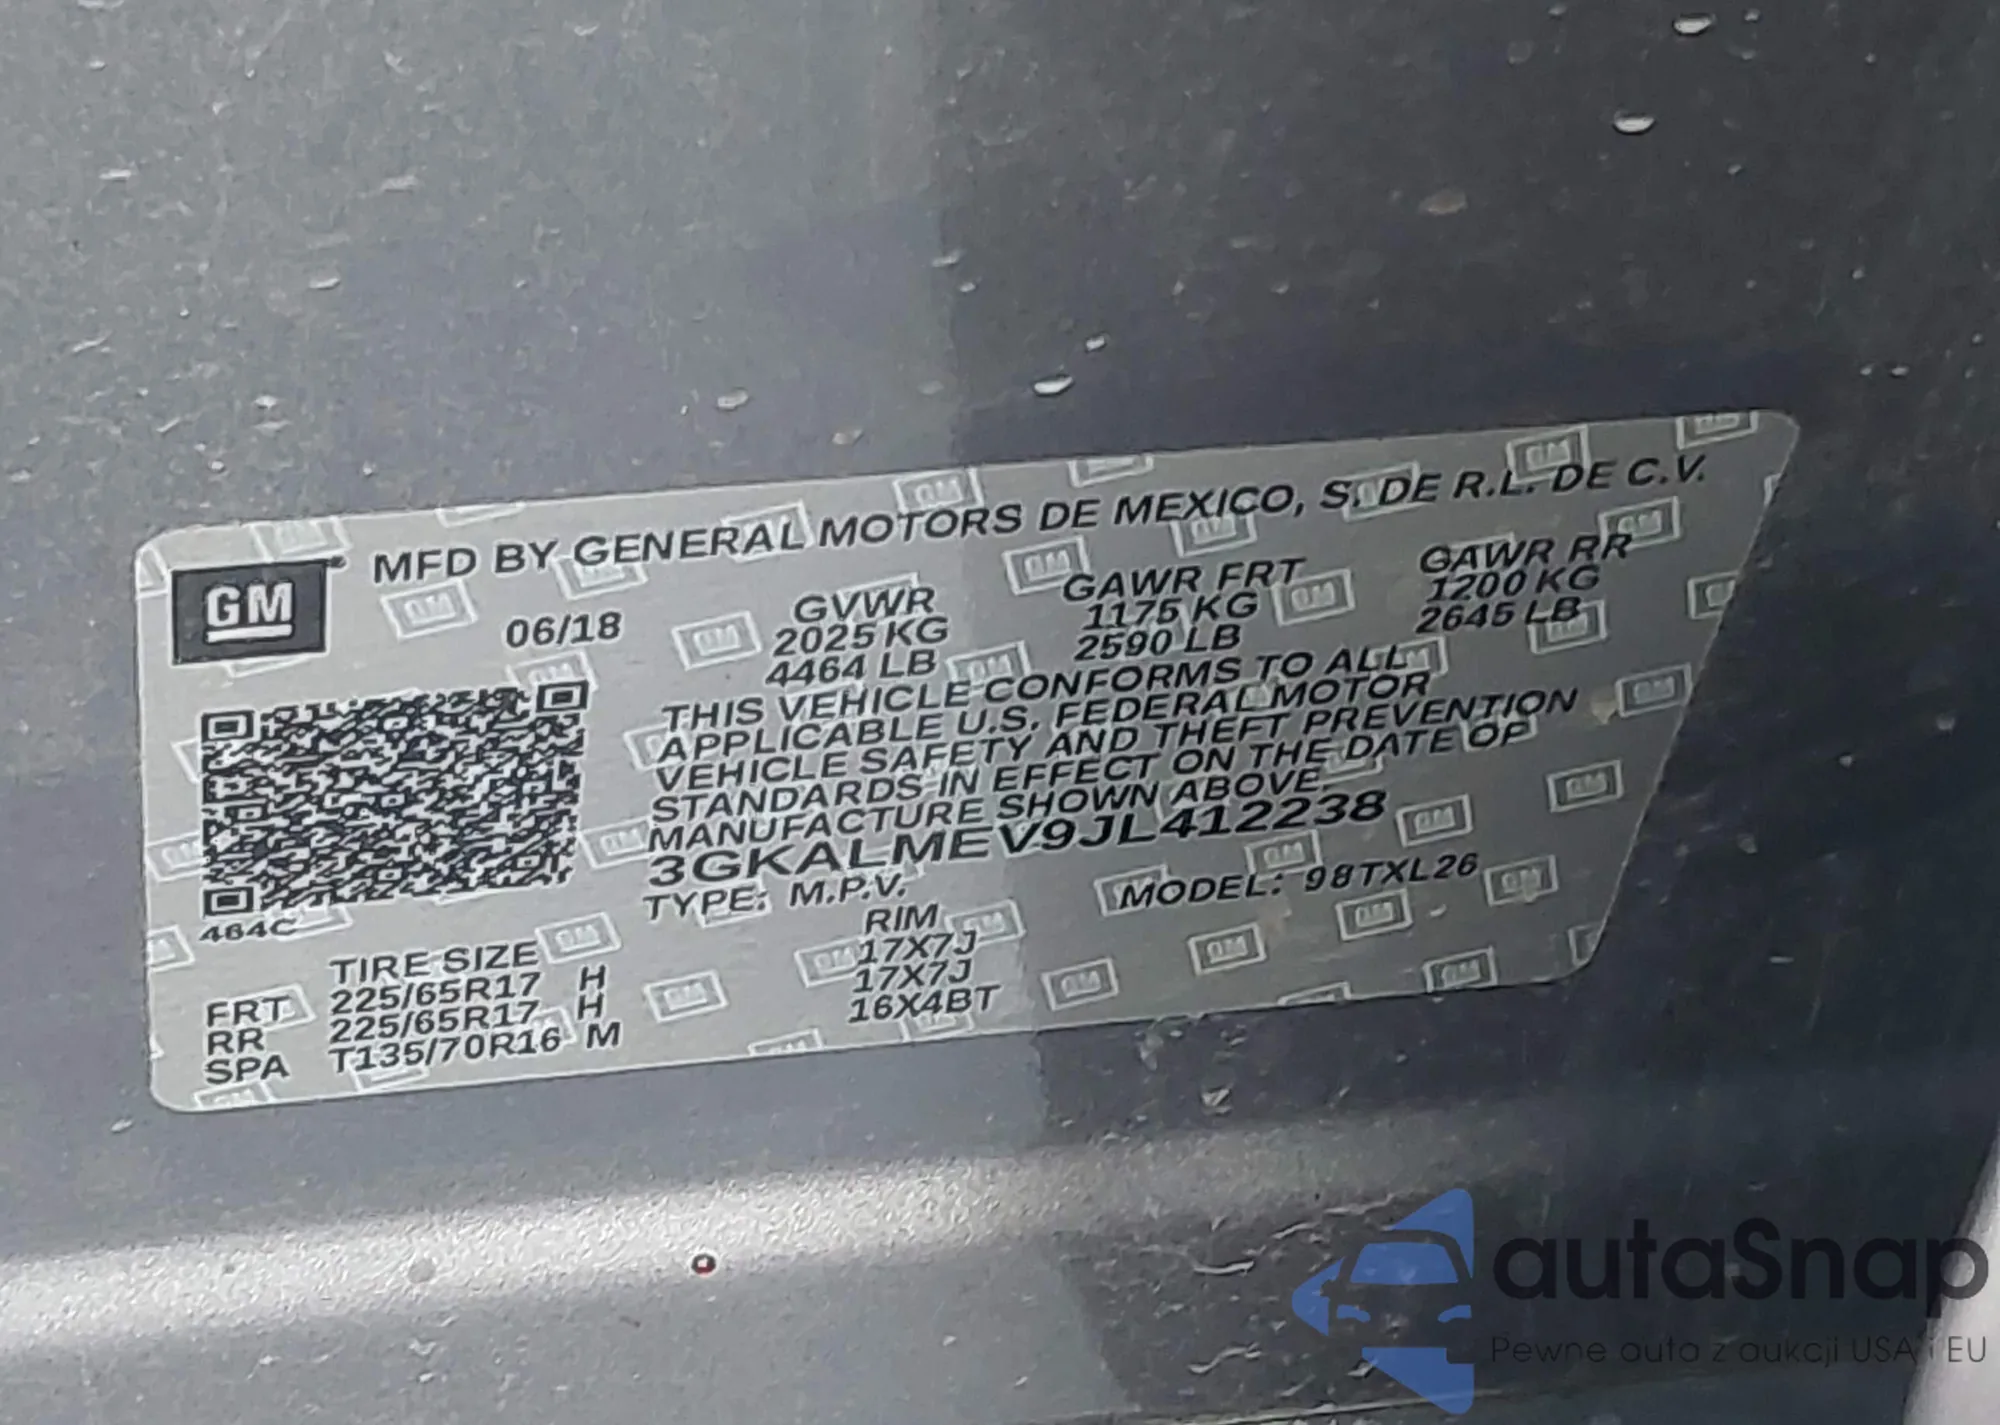 MFD BY GENERAL MOTORS DE MEXICO, S. DE R.L. DE C.V.
GM
06/18
GVWR GAWR FRT GAWR RR
2025 KG 1175 KG 1200 KG
4464 LB 2590 LB 2645 LB
THIS VEHICLE CONFORMS TO ALL
APPLICABLE U.S. FEDERAL MOTOR
VEHICLE SAFETY AND THEFT PREVENTION
STANDARDS IN EFFECT ON THE DATE OF
MANUFACTURE SHOWN ABOVE.
3GKALMEV9JL412238
TYPE: M.P.V. MODEL: 98TXL26
464C
TIRE SIZE RIM
FRT 225/65R17 H 17X7J
RR 225/65R17 H 17X7J
SPA T135/70R16 M 16X4BT
autaSnap
Pewne auta z aukcji USA i EU